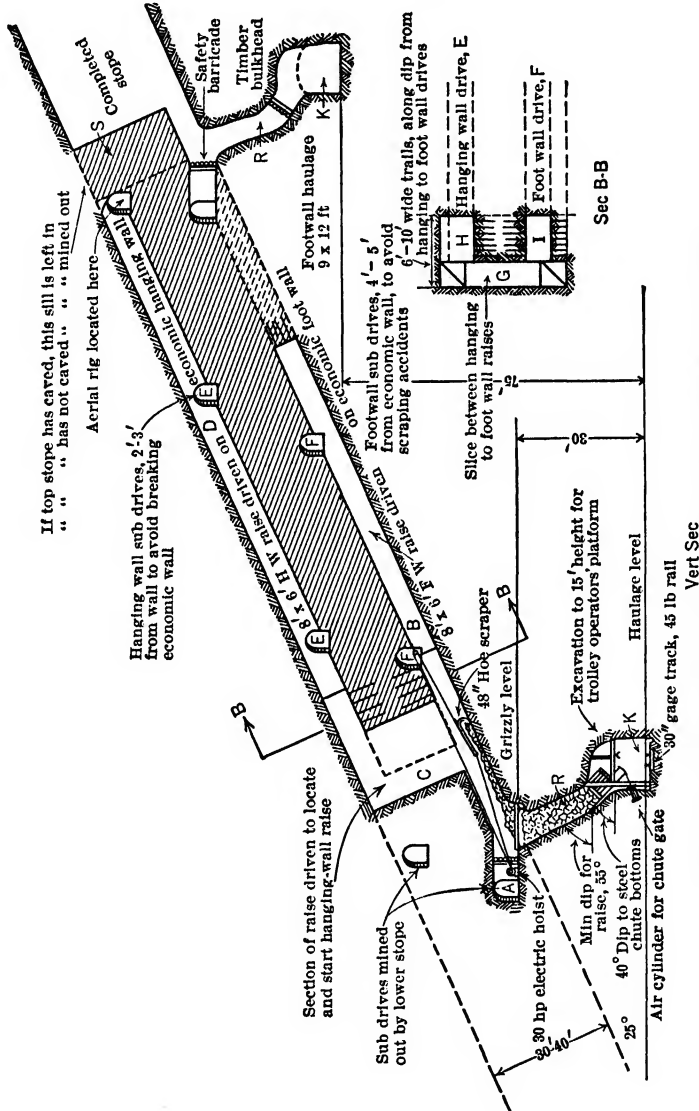 If top stope has caved, this sill is left in
“ “ “ “ has not caved “ “ “ mined out
Aerial rig located here
S
Completed
stope
Safety
barricade
Timber
bulkhead
R
K
Hanging wall sub drives, 2'-3'
from wall to avoid breaking
economic wall
8' x 6' H W raise driven on D economic hanging wall
E
E
F
F
8' x 6' F W raise driven
on economic foot wall
B
B
B
Footwall haulage
9 x 12 ft
Footwall sub drives, 4'- 5'
from economic wall, to avoid
scraping accidents
6'-10' wide trails, along dip from
hanging to foot wall drives
Hanging wall drive, E
H
G
I
Foot wall drive, F
Slice between hanging
to foot wall raises
Sec B-B
75'
30'
Section of raise driven to locate
and start hanging-wall raise
C
Sub drives mined
out by lower stope
A
48" Hoe scraper
Grizzly level
30 hp electric hoist
R
Excavation to 15' height for
trolley operators' platform
Min dip for
raise, 55°
40° Dip to steel
chute bottoms
K
Haulage level
30'-40'
25°
Air cylinder for chute gate
30" gage track, 45 lb rail
Vert Sec